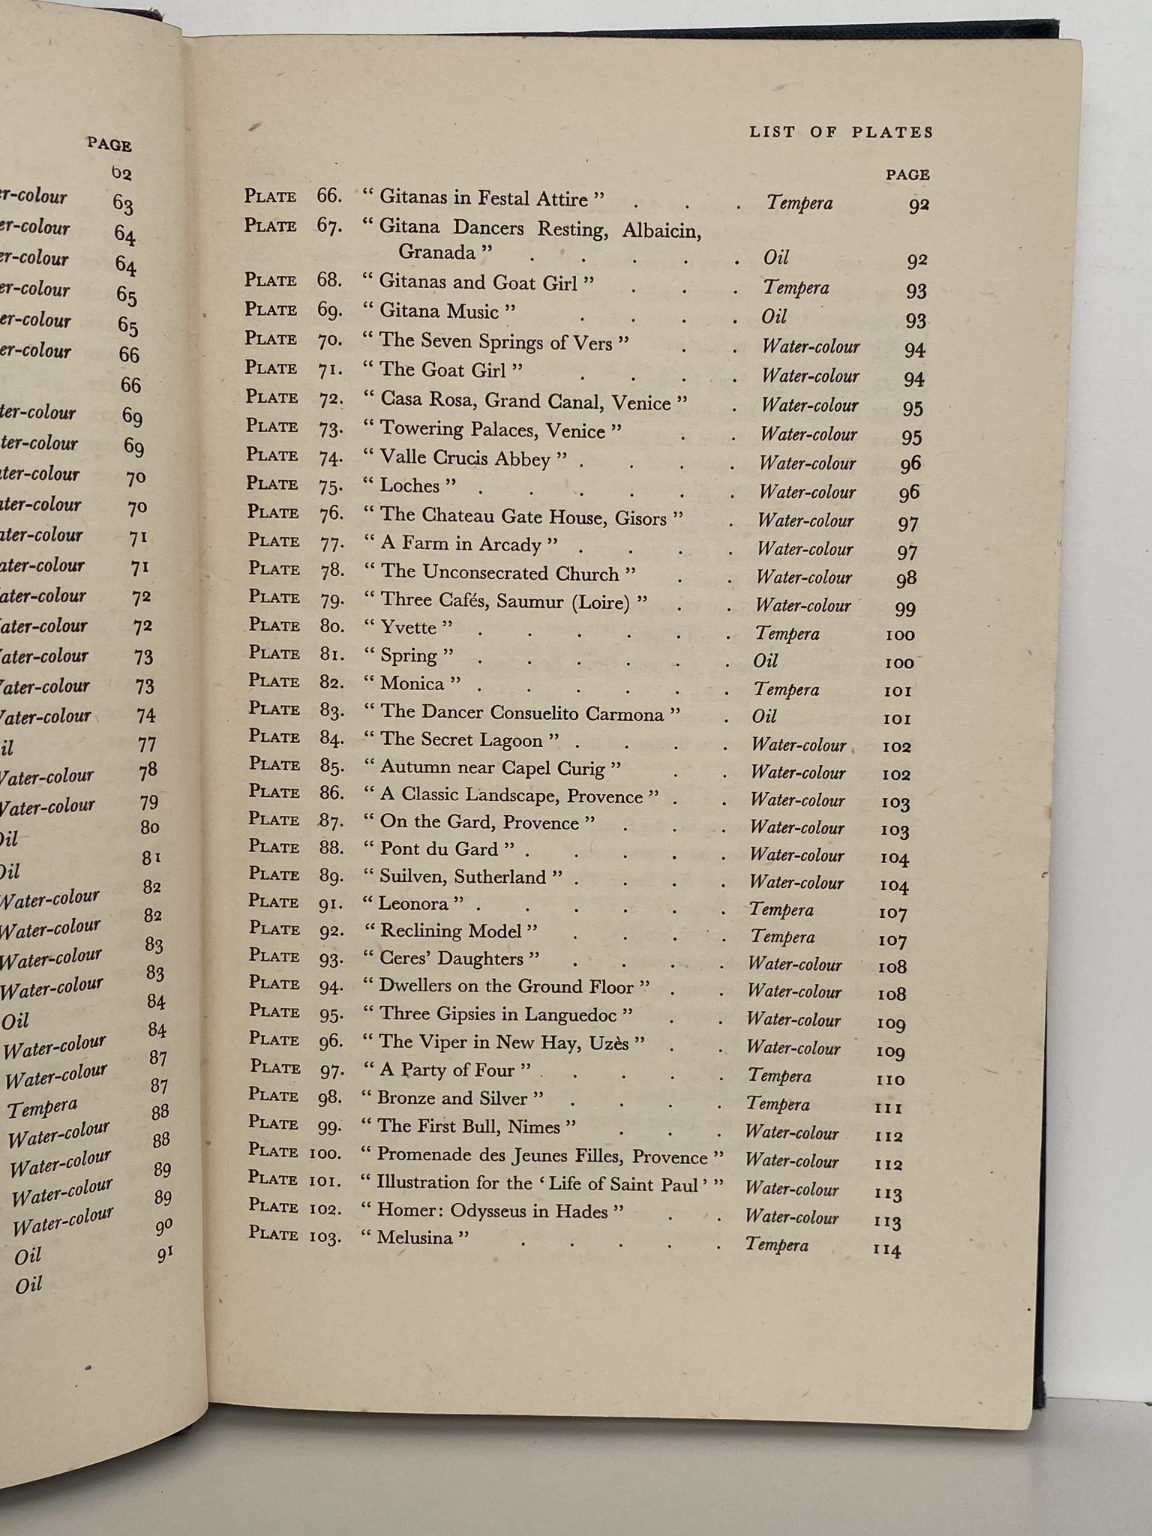 PAGE
62
er-colour 63
er-colour 64
er-colour 64
er-colour 65
er-colour 65
er-colour 66
66
ter-colour 69
ter-colour 69
ater-colour 70
ater-colour 70
ater-colour 71
ater-colour 71
ater-colour 72
ater-colour 72
ater-colour 73
ater-colour 73
Water-colour 74
il 77
Water-colour 78
Water-colour 79
Oil 80
Oil 81
Water-colour 82
Water-colour 82
Water-colour 83
Water-colour 83
Oil 84
Water-colour 84
Water-colour 87
Tempera 87
Water-colour 88
Water-colour 88
Water-colour 89
Water-colour 89
Oil 90
Oil 91
LIST OF PLATES
PAGE
PLATE 66. “ Gitanas in Festal Attire ” . . . Tempera 92
PLATE 67. “ Gitana Dancers Resting, Albaicin,
Granada ” . . . . . Oil 92
PLATE 68. “ Gitanas and Goat Girl ” . . . Tempera 93
PLATE 69. “ Gitana Music ” . . . . Oil 93
PLATE 70. “ The Seven Springs of Vers ” . . Water-colour 94
PLATE 71. “ The Goat Girl ” . . . . Water-colour 94
PLATE 72. “ Casa Rosa, Grand Canal, Venice ” . Water-colour 95
PLATE 73. “ Towering Palaces, Venice ” . . Water-colour 95
PLATE 74. “ Valle Crucis Abbey ” . . . . Water-colour 96
PLATE 75. “ Loches ” . . . . . . Water-colour 96
PLATE 76. “ The Chateau Gate House, Gisors ” . Water-colour 97
PLATE 77. “ A Farm in Arcady ” . . . . Water-colour 97
PLATE 78. “ The Unconsecrated Church ” . . Water-colour 98
PLATE 79. “ Three Cafés, Saumur (Loire) ” . . Water-colour 99
PLATE 80. “ Yvette ” . . . . . . Tempera 100
PLATE 81. “ Spring ” . . . . . . Oil 100
PLATE 82. “ Monica ” . . . . . . Tempera 101
PLATE 83. “ The Dancer Consuelito Carmona ” . Oil 101
PLATE 84. “ The Secret Lagoon ” . . . . Water-colour 102
PLATE 85. “ Autumn near Capel Curig ” . . Water-colour 102
PLATE 86. “ A Classic Landscape, Provence ” . . Water-colour 103
PLATE 87. “ On the Gard, Provence ” . . . Water-colour 103
PLATE 88. “ Pont du Gard ” . . . . . Water-colour 104
PLATE 89. “ Suilven, Sutherland ” . . . . Water-colour 104
PLATE 91. “ Leonora ” . . . . . . Tempera 107
PLATE 92. “ Reclining Model ” . . . . Tempera 107
PLATE 93. “ Ceres’ Daughters ” . . . . Water-colour 108
PLATE 94. “ Dwellers on the Ground Floor ” . . Water-colour 108
PLATE 95. “ Three Gipsies in Languedoc ” . . Water-colour 109
PLATE 96. “ The Viper in New Hay, Uzès ” . . Water-colour 109
PLATE 97. “ A Party of Four ” . . . . . Tempera 110
PLATE 98. “ Bronze and Silver ” . . . . Tempera 111
PLATE 99. “ The First Bull, Nimes ” . . . Water-colour 112
PLATE 100. “ Promenade des Jeunes Filles, Provence ” Water-colour 112
PLATE 101. “ Illustration for the ‘ Life of Saint Paul ’ ” Water-colour 113
PLATE 102. “ Homer: Odysseus in Hades ” . . Water-colour 113
PLATE 103. “ Melusina ” . . . . . Tempera 114